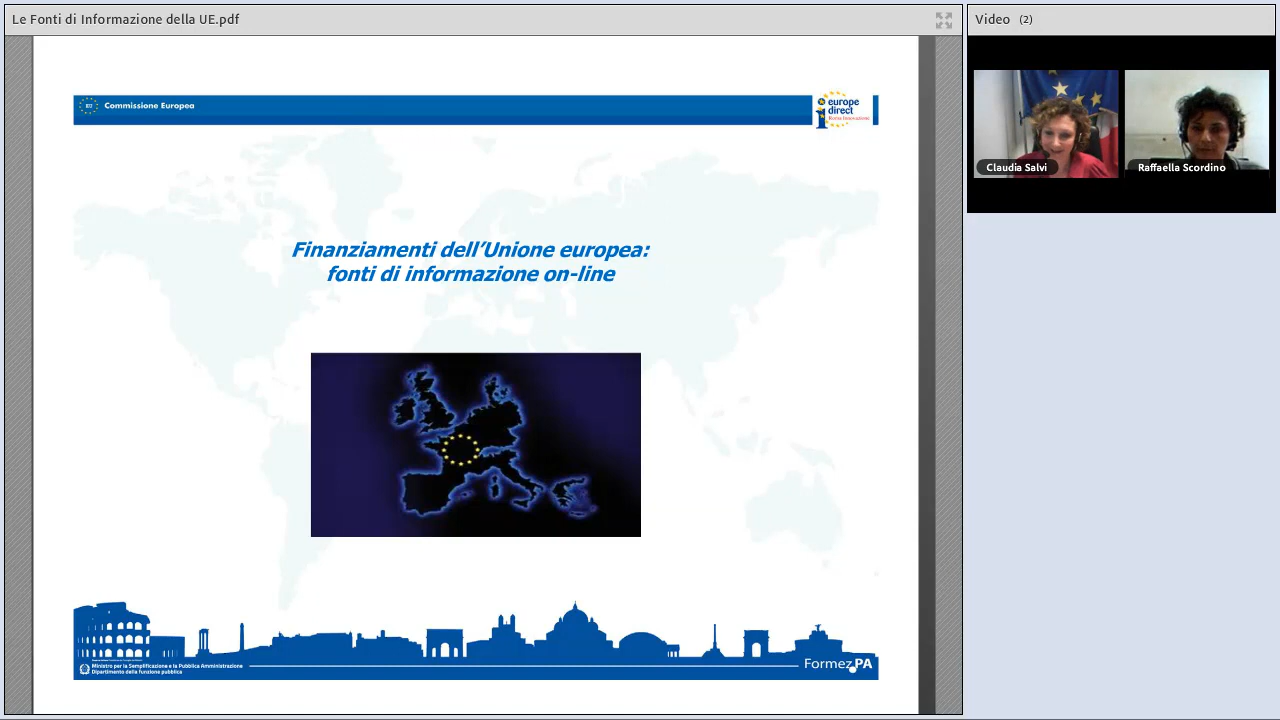 Le Fonti di Informazione della UE.pdf
Video (2)
Commissione Europea
europe
direct
Roma Innovazione
Claudia Salvi
Raffaella Scordino
Finanziamenti dell'Unione europea:
fonti di informazione on-line
Ministro per la Semplificazione e la Pubblica Amministrazione
Dipartimento della funzione pubblica
FormezPA